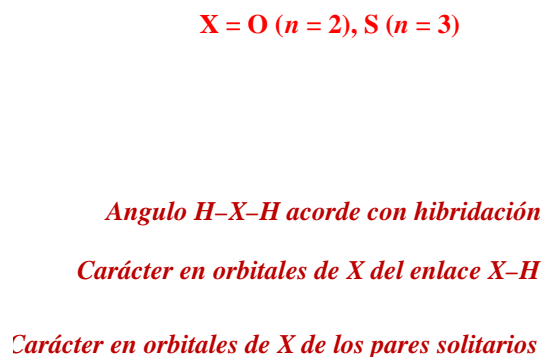 X = O (n = 2), S (n = 3)
Angulo H–X–H acorde con hibridación
Carácter en orbitales de X del enlace X–H
Carácter en orbitales de X de los pares solitarios